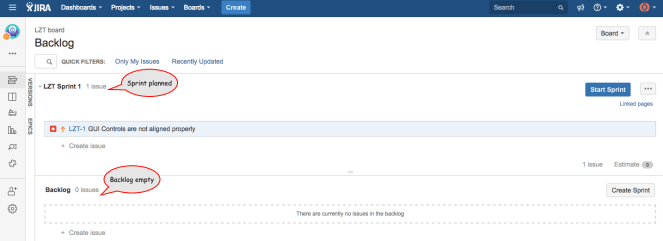 JIRA Dashboards Projects Issues Boards Create Search
LZT board
Backlog
Board
QUICK FILTERS: Only My Issues Recently Updated
VERSIONS
EPICS
LZT Sprint 1 1 issue
Sprint planned
Start Sprint
Linked pages
LZT-1 GUI Controls are not aligned properly
+ Create issue
1 issue Estimate 0
Backlog empty
Backlog 0 issues
Create Sprint
There are currently no issues in the backlog
+ Create issue